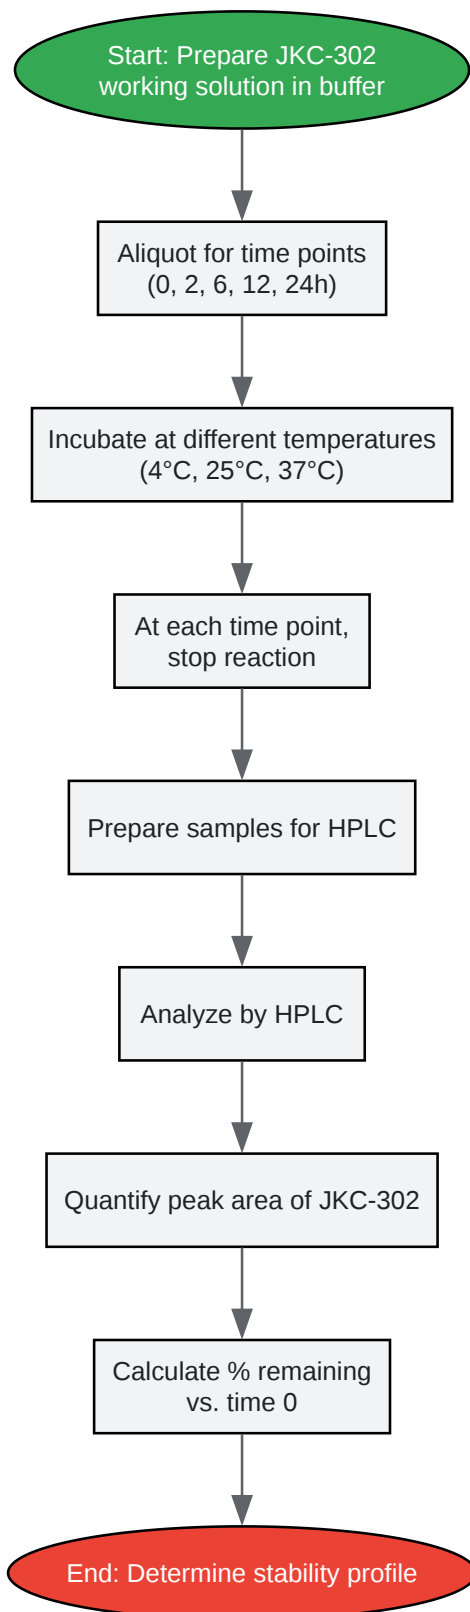 Start: Prepare JKC-302
working solution in buffer
Aliquot for time points
(0, 2, 6, 12, 24h)
Incubate at different temperatures
(4°C, 25°C, 37°C)
At each time point,
stop reaction
Prepare samples for HPLC
Analyze by HPLC
Quantify peak area of JKC-302
Calculate % remaining
vs. time 0
End: Determine stability profile